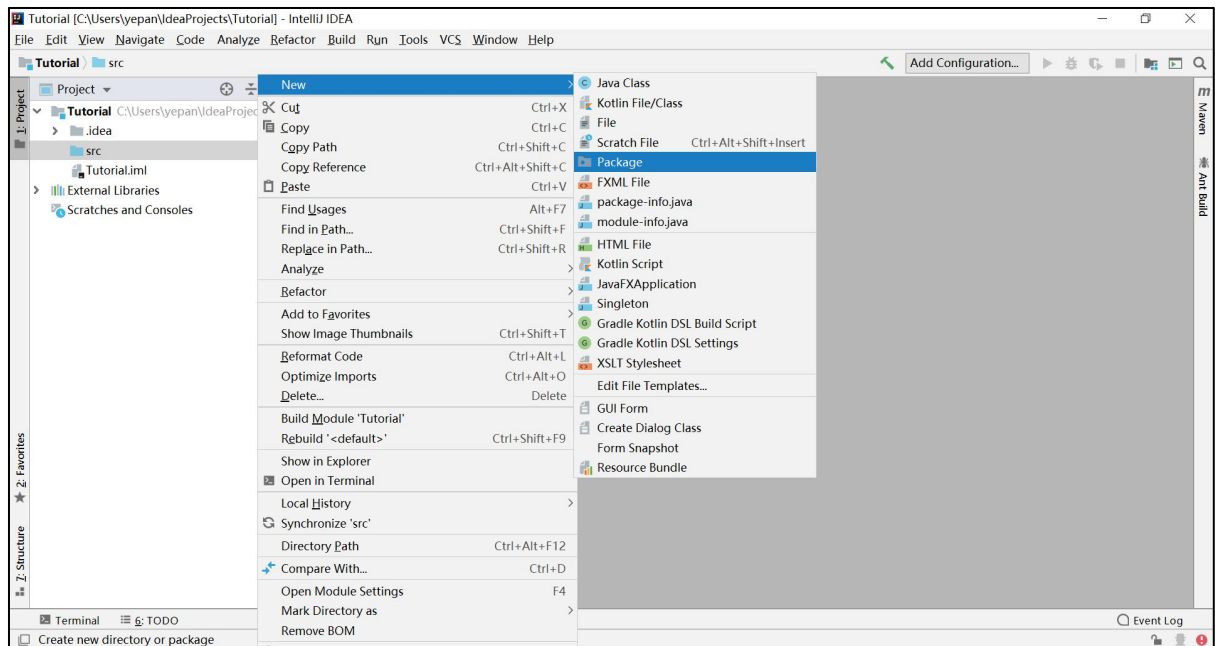 Tutorial [C:\Users\yepan\IdeaProjects\Tutorial] - IntelliJ IDEA
File Edit View Navigate Code Analyze Refactor Build Run Tools VCS Window Help
Tutorial src
Add Configuration...
1: Project
Project
Tutorial C:\Users\yepan\IdeaProjec
.idea
src
Tutorial.iml
External Libraries
Scratches and Consoles
New
Cut Ctrl+X
Copy Ctrl+C
Copy Path Ctrl+Shift+C
Copy Reference Ctrl+Alt+Shift+C
Paste Ctrl+V
Find Usages Alt+F7
Find in Path... Ctrl+Shift+F
Replace in Path... Ctrl+Shift+R
Analyze
Refactor
Add to Favorites
Show Image Thumbnails Ctrl+Shift+T
Reformat Code Ctrl+Alt+L
Optimize Imports Ctrl+Alt+O
Delete... Delete
Build Module 'Tutorial'
Rebuild '<default>' Ctrl+Shift+F9
Show in Explorer
Open in Terminal
Local History
Synchronize 'src'
Directory Path Ctrl+Alt+F12
Compare With... Ctrl+D
Open Module Settings F4
Mark Directory as
Remove BOM
Java Class
Kotlin File/Class
File
Scratch File Ctrl+Alt+Shift+Insert
Package
FXML File
package-info.java
module-info.java
HTML File
Kotlin Script
JavaFXApplication
Singleton
Gradle Kotlin DSL Build Script
Gradle Kotlin DSL Settings
XSLT Stylesheet
Edit File Templates...
GUI Form
Create Dialog Class
Form Snapshot
Resource Bundle
Maven
Ant Build
2: Favorites
7: Structure
Terminal 6: TODO
Event Log
Create new directory or package